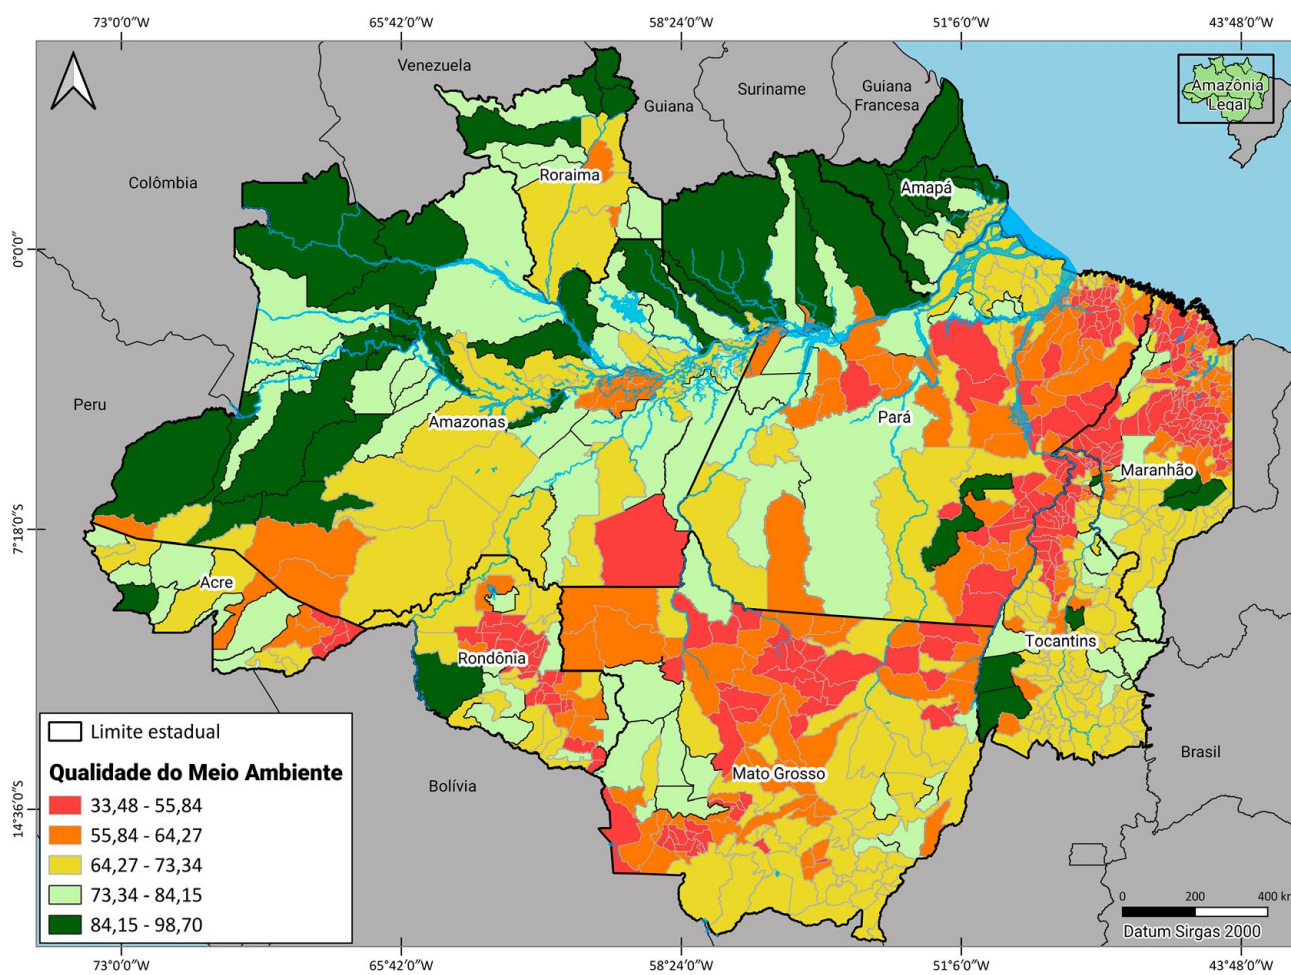 73°0′0″W
65°42′0″W
58°24′0″W
51°6′0″W
43°48′0″W
Venezuela
Suriname
Guiana
Francesa
Guiana
Amazônia
Legal
Colômbia
Roraima
Amapá
0°0′0″
Peru
Amazonas
Pará
Maranhão
7°18′0″S
Acre
Rondônia
Tocantins
Mato Grosso
Bolívia
Brasil
14°36′0″S
Limite estadual
Qualidade do Meio Ambiente
33,48 - 55,84
55,84 - 64,27
64,27 - 73,34
73,34 - 84,15
84,15 - 98,70
0 200 400 km
Datum Sirgas 2000
73°0′0″W
65°42′0″W
58°24′0″W
51°6′0″W
43°48′0″W